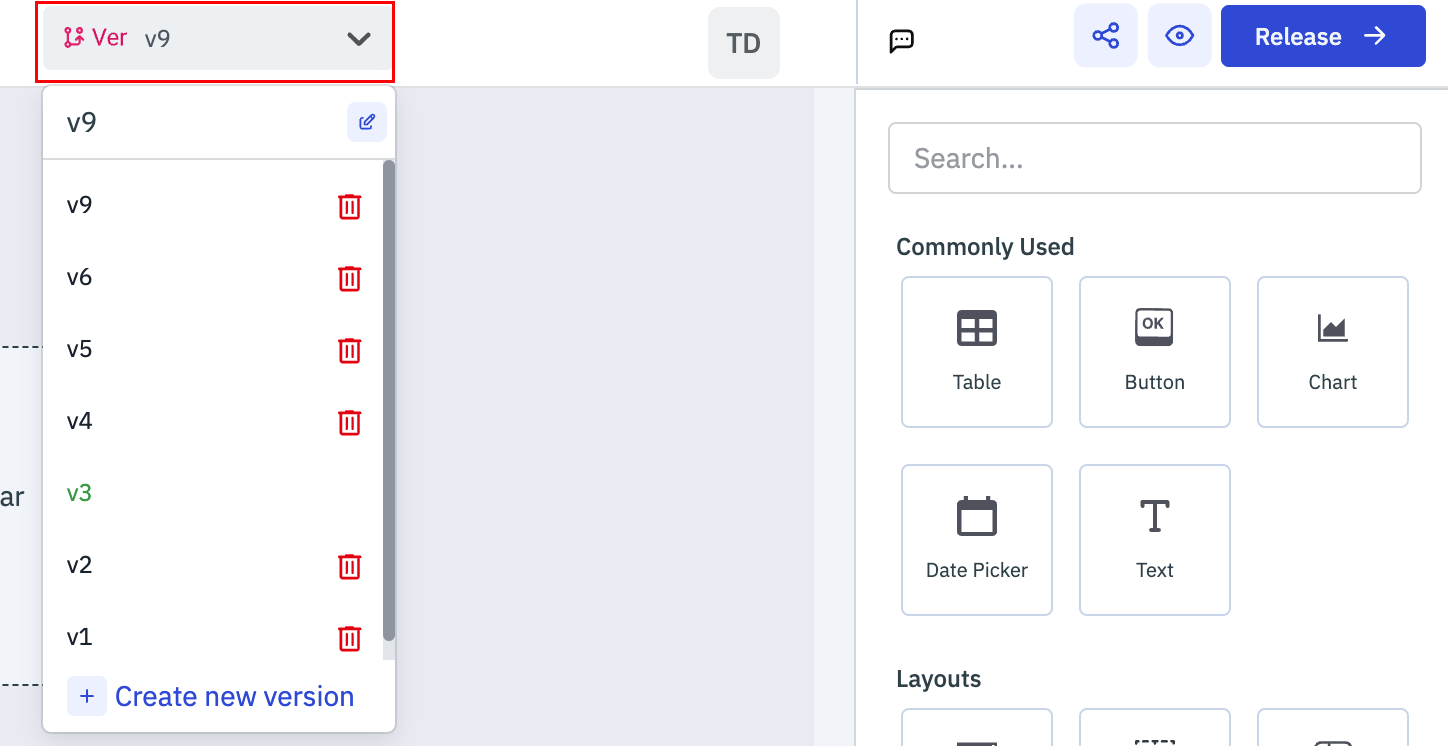 Ver v9
TD
Release
v9
v9
v6
v5
v4
v3
v2
v1
+ Create new version
ar
Search...
Commonly Used
Table
OK
Button
Chart
Date Picker
Text
Layouts